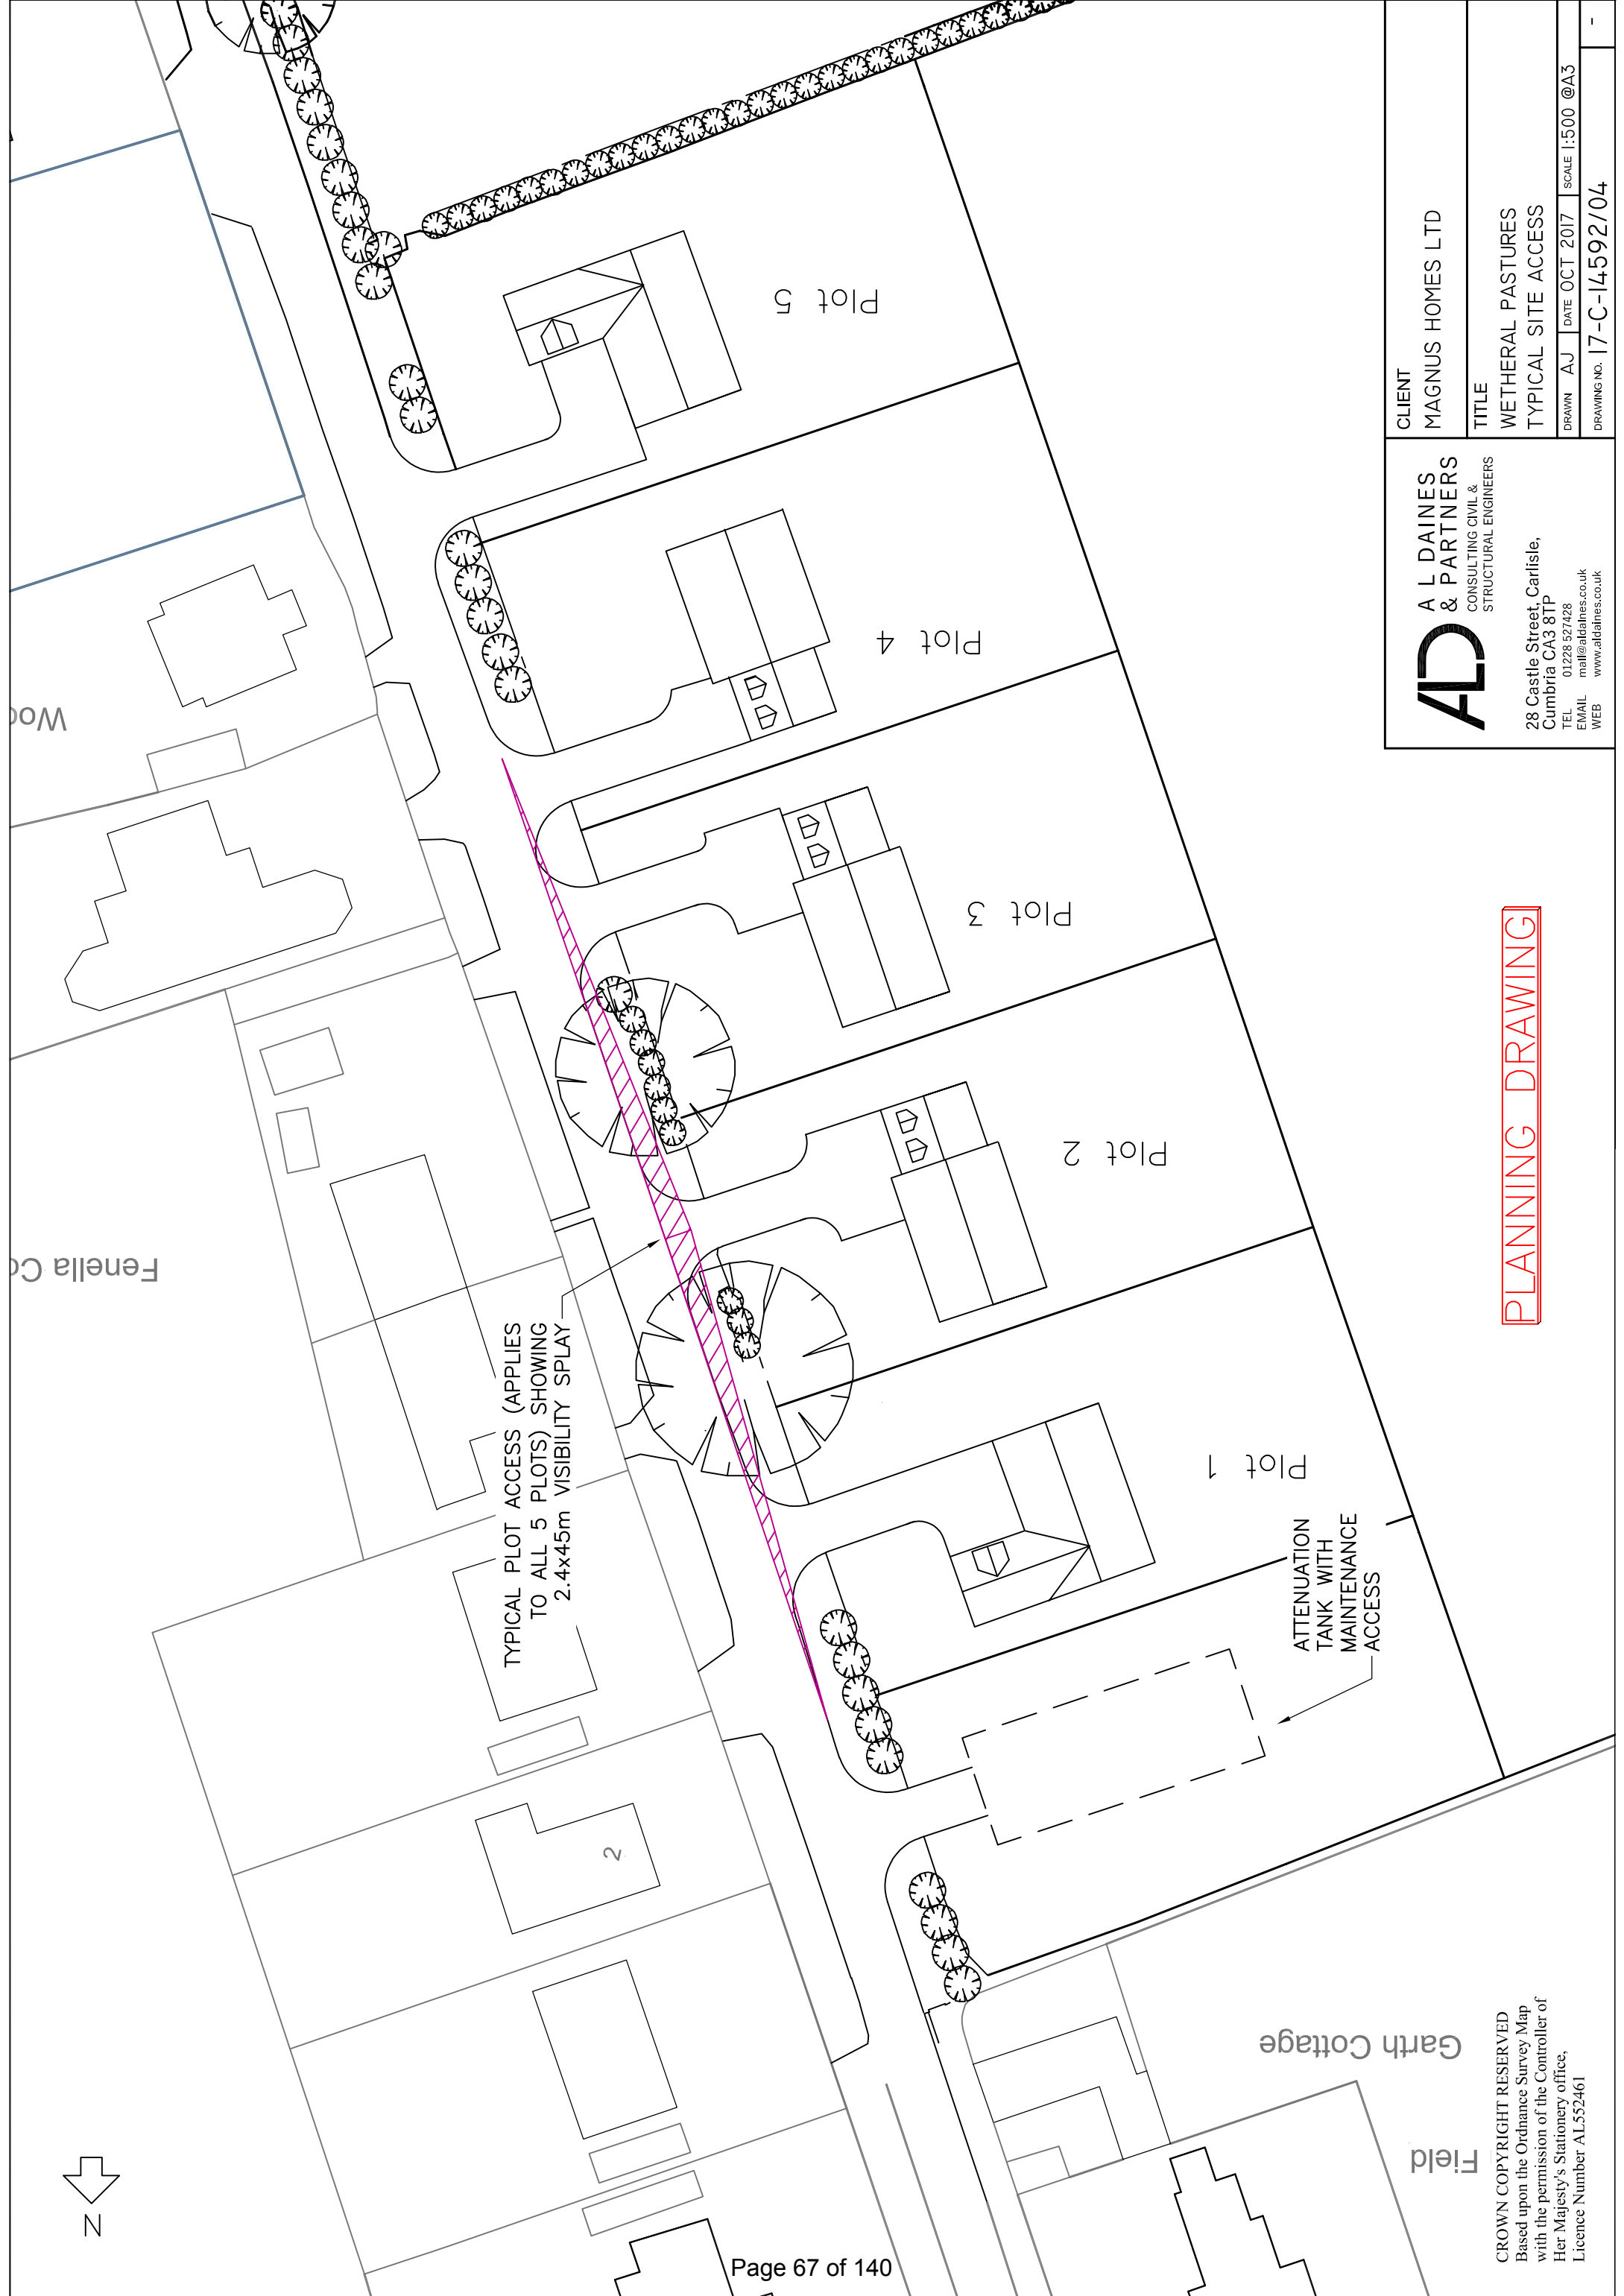 Woo
Fenella Co
TYPICAL PLOT ACCESS (APPLIES
TO ALL 5 PLOTS) SHOWING
2.4x45m VISIBILITY SPLAY
2
Plot 5
Plot 4
Plot 3
Plot 2
Plot 1
ATTENUATION
TANK WITH
MAINTENANCE
ACCESS
Garth Cottage
Field
N
PLANNING DRAWING
CROWN COPYRIGHT RESERVED
Based upon the Ordnance Survey Map
with the permission of the Controller of
Her Majesty's Stationery office,
Licence Number AL552461
ALD
A L DAINES
& PARTNERS
CONSULTING CIVIL &
STRUCTURAL ENGINEERS
28 Castle Street, Carlisle,
Cumbria CA3 8TP
TEL 01228 527428
EMAIL mail@aldaines.co.uk
WEB www.aldaines.co.uk
CLIENT
MAGNUS HOMES LTD
TITLE
WETHERAL PASTURES
TYPICAL SITE ACCESS
DRAWN AJ DATE OCT 2017 SCALE 1:500 @A3
DRAWING NO. 17-C-14592/04 -
Page 67 of 140